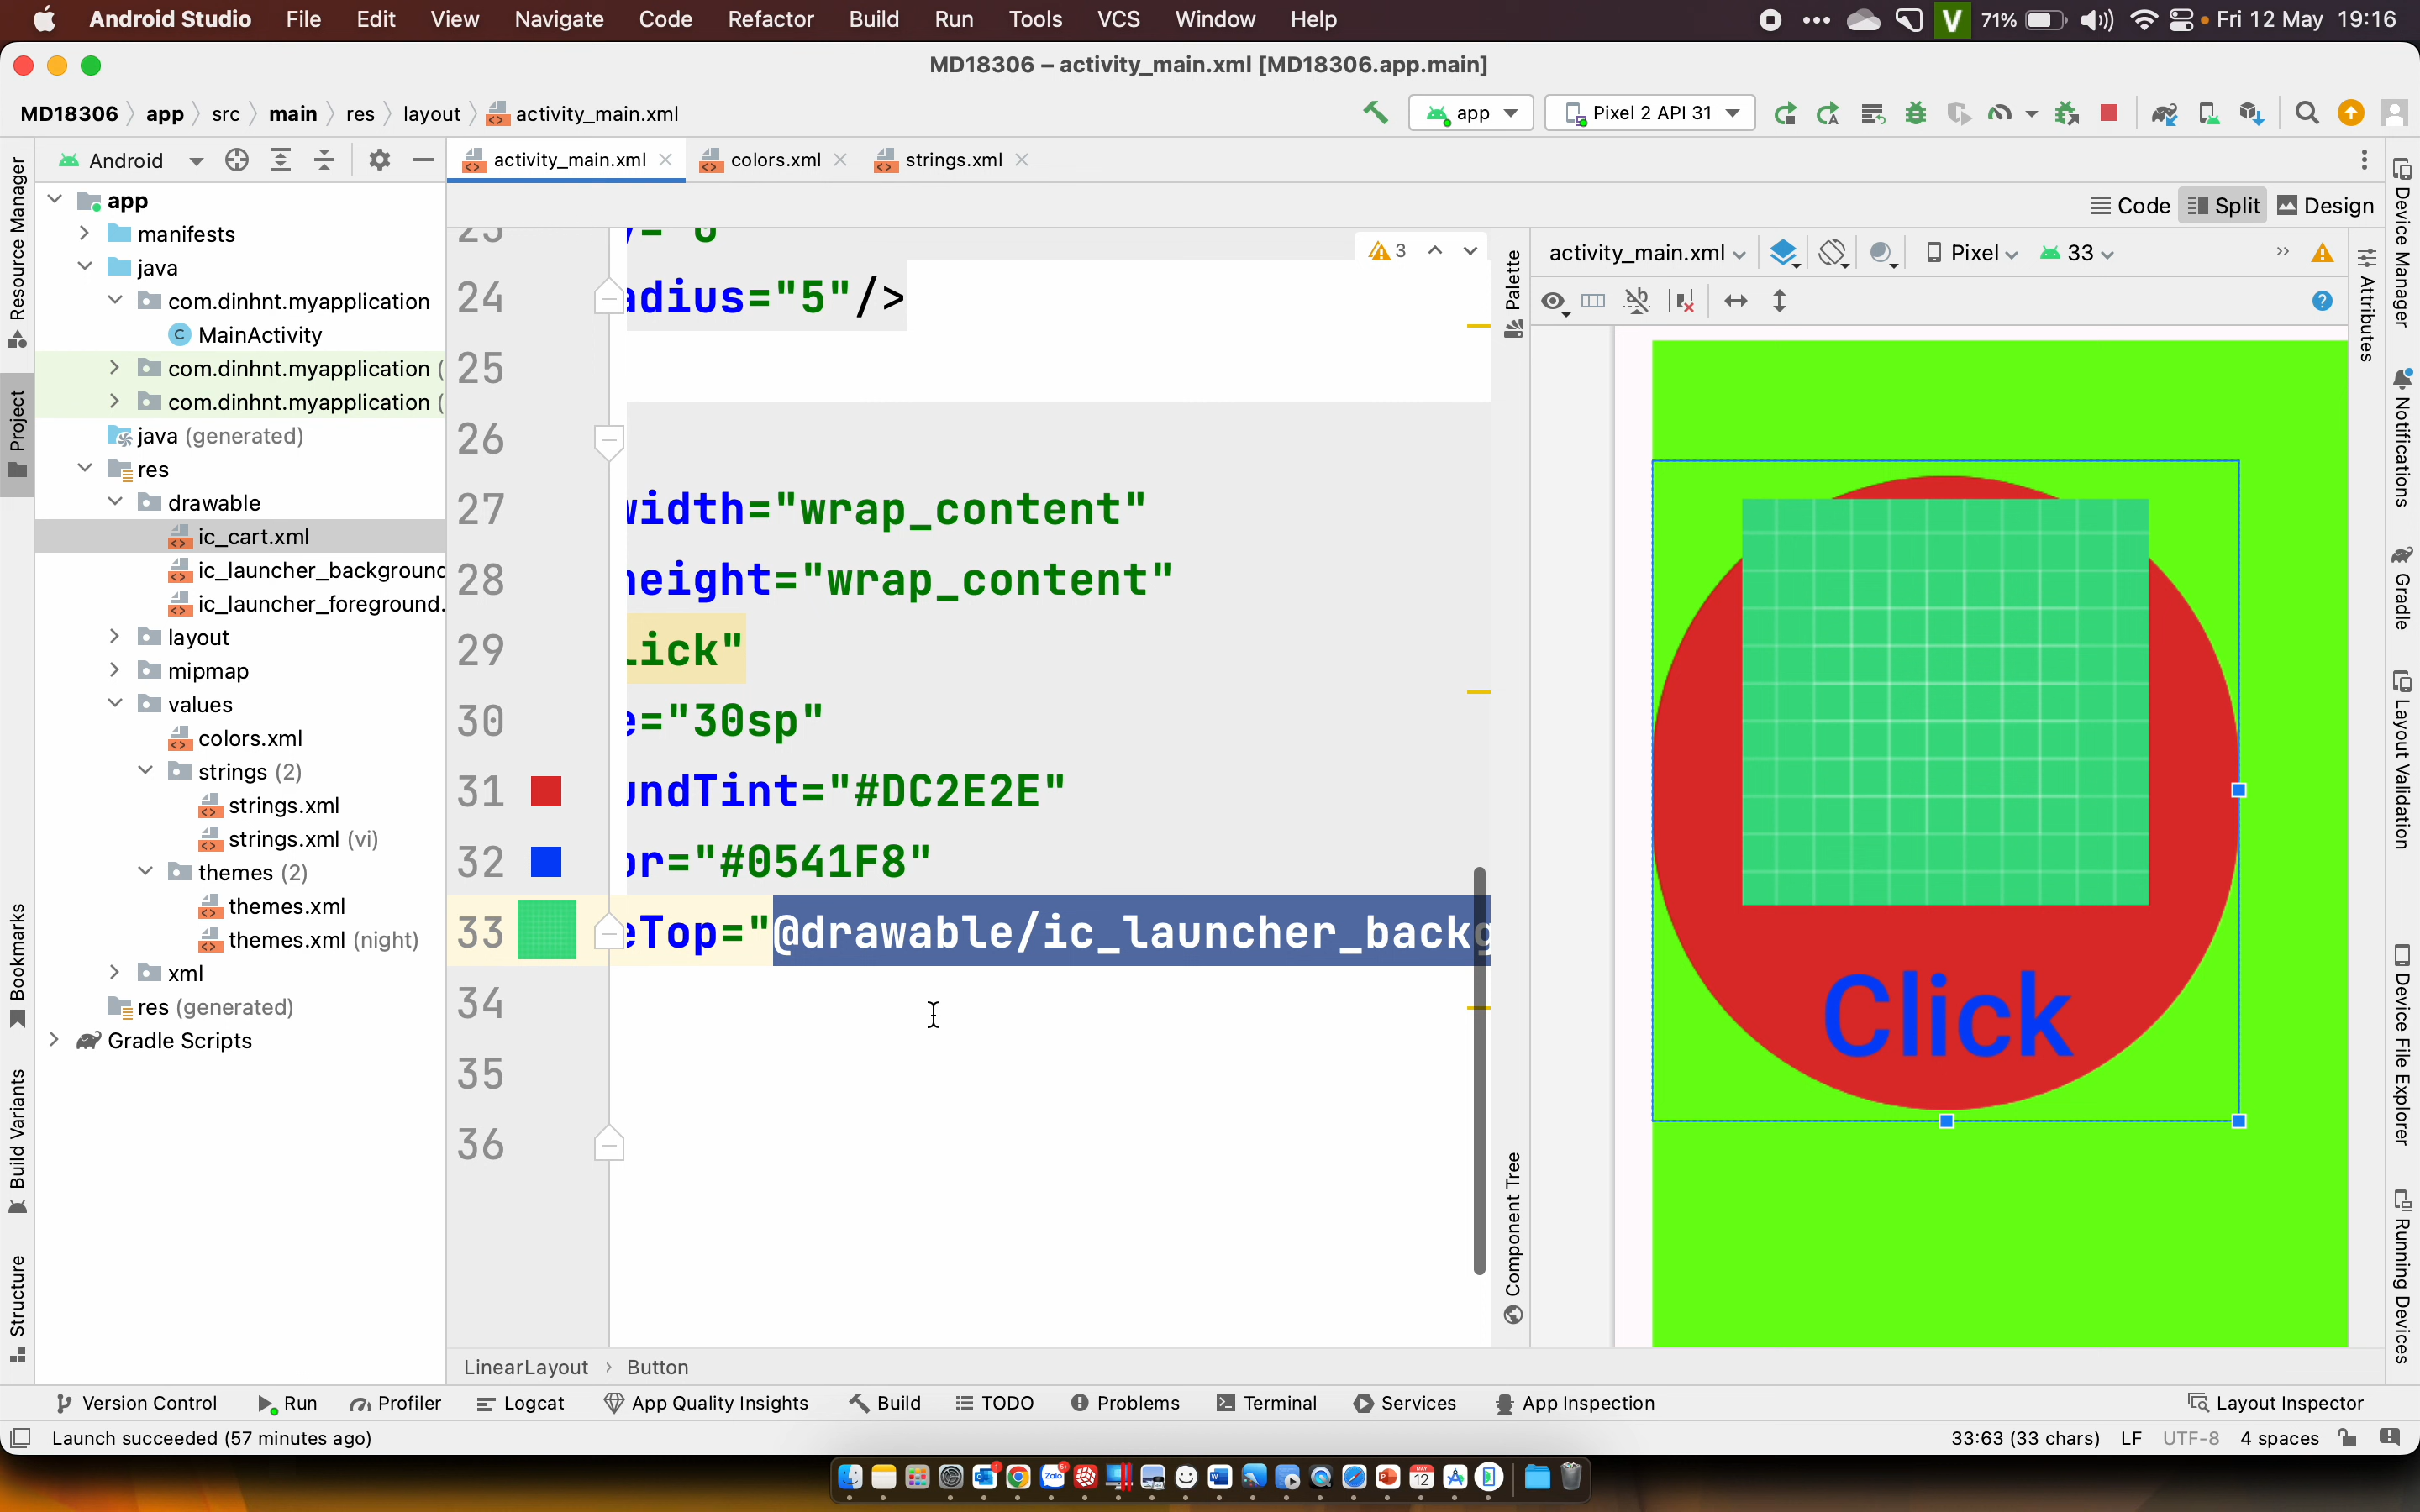 Android Studio File Edit View Navigate Code Refactor Build Run Tools VCS Window Help V 71% Fri 12 May 19:16
MD18306 – activity_main.xml [MD18306.app.main]
MD18306 app src main res layout activity_main.xml app Pixel 2 API 31
Android activity_main.xml colors.xml strings.xml
Code Split Design
app
manifests
java
com.dinhnt.myapplication
MainActivity
com.dinhnt.myapplication (
com.dinhnt.myapplication (
java (generated)
res
drawable
ic_cart.xml
ic_launcher_background
ic_launcher_foreground.
layout
mipmap
values
colors.xml
strings (2)
strings.xml
strings.xml (vi)
themes (2)
themes.xml
themes.xml (night)
xml
res (generated)
Gradle Scripts
3
24 adius="5"/>
25
26
27 width="wrap_content"
28 height="wrap_content"
29 lick"
30 e="30sp"
31 undTint="#DC2E2E"
32 or="#0541F8"
33 eTop="@drawable/ic_launcher_backg
34
35
36
activity_main.xml Pixel 33
Click
Resource Manager
Project
Bookmarks
Build Variants
Structure
Palette
Component Tree
Attributes
Device Manager
Notifications
Gradle
Layout Validation
Device File Explorer
Running Devices
LinearLayout Button
Version Control Run Profiler Logcat App Quality Insights Build TODO Problems Terminal Services App Inspection Layout Inspector
Launch succeeded (57 minutes ago) 33:63 (33 chars) LF UTF-8 4 spaces